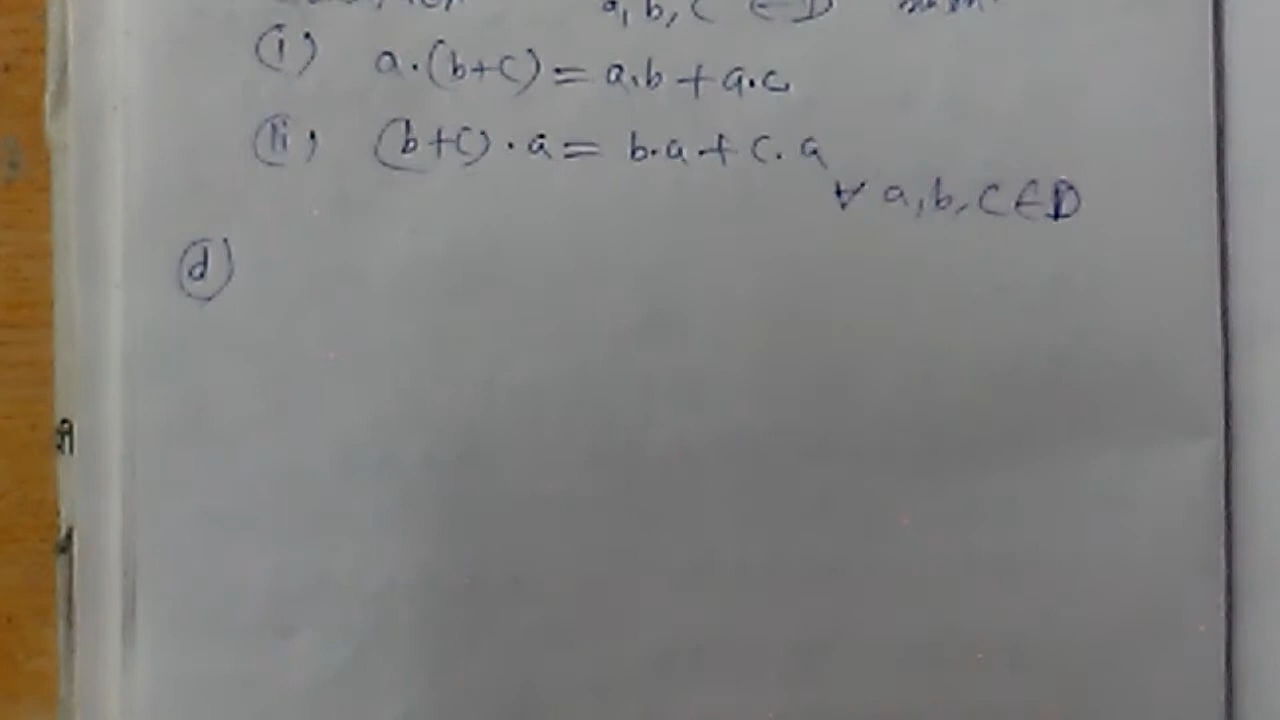 a, b, c ∈ D
(i) a·(b+c) = a.b + a.c
(ii) (b+c)·a = b.a + c.a
∀ a, b, c ∈ D
(d)